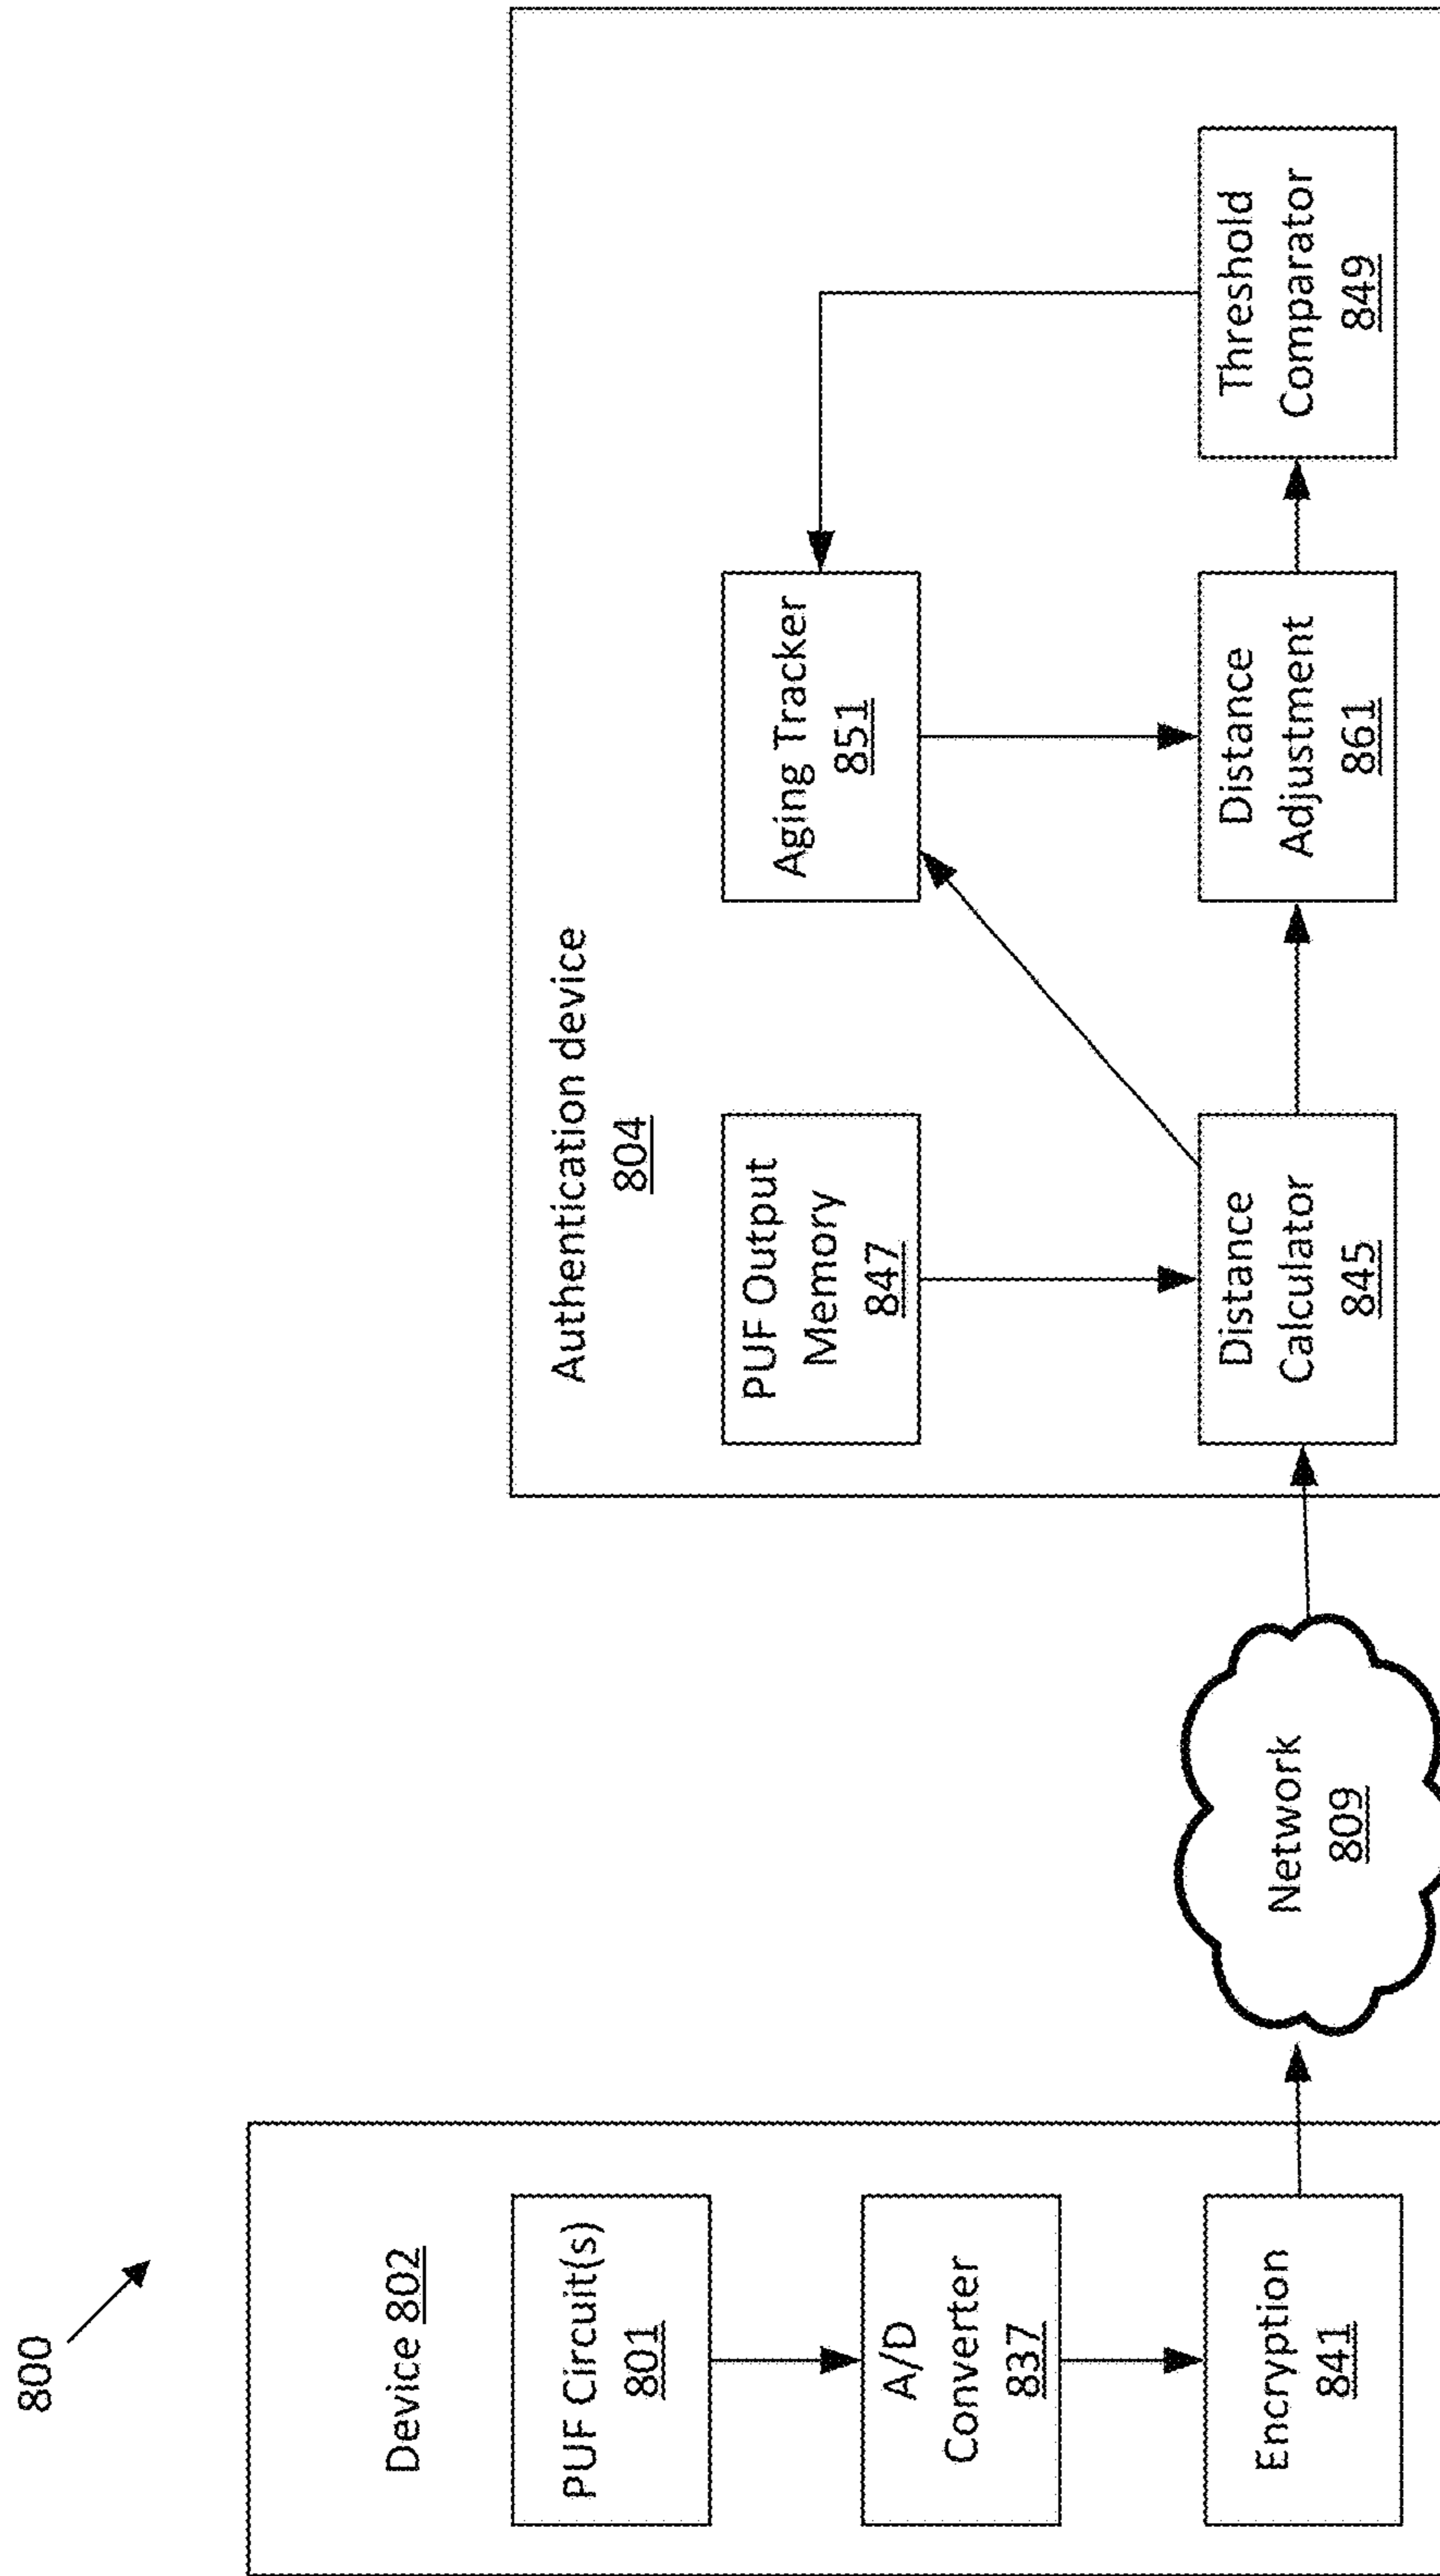 800
Device 802
PUF Circuit(s)
801
A/D
Converter
837
Encryption
841
Network
809
Authentication device
804
PUF Output
Memory
847
Distance
Calculator
845
Aging Tracker
851
Distance
Adjustment
861
Threshold
Comparator
849